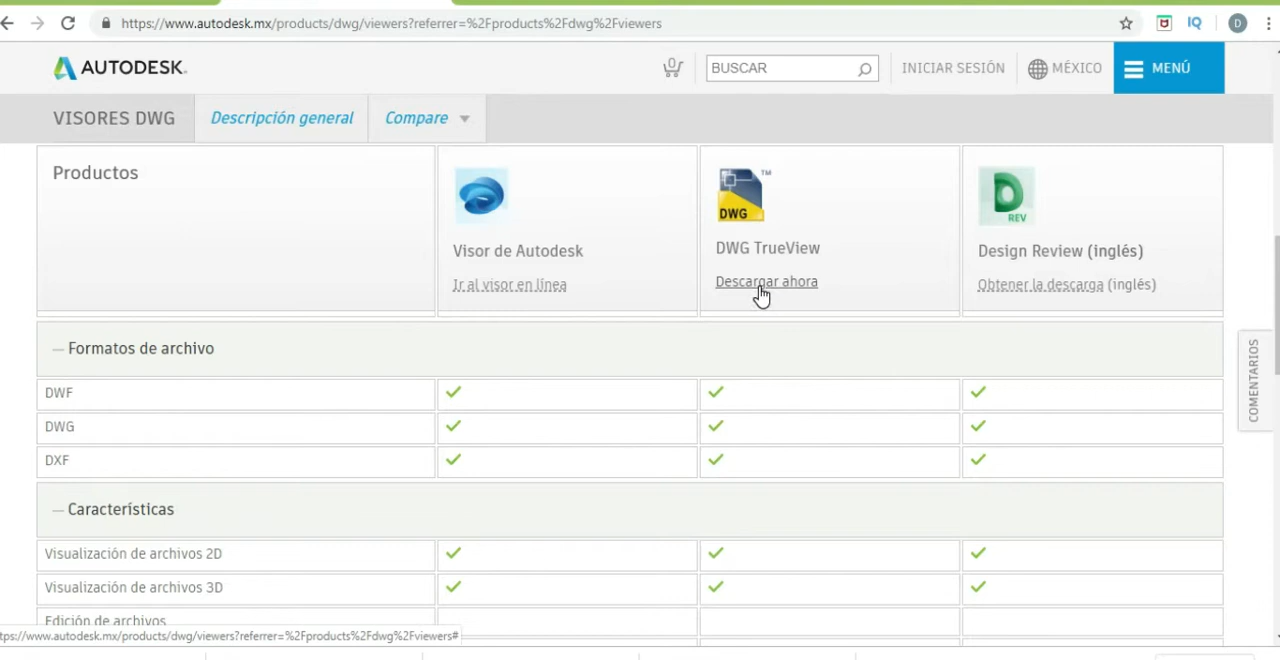 https://www.autodesk.mx/products/dwg/viewers?referrer=%2Fproducts%2Fdwg%2Fviewers
IQ
D
AUTODESK.
0
BUSCAR
INICIAR SESIÓN
MÉXICO
MENÚ
VISORES DWG
Descripción general
Compare
Productos
Visor de Autodesk
Ir al visor en línea
DWG
TM
DWG TrueView
Descargar ahora
D
REV
Design Review (inglés)
Obtener la descarga (inglés)
— Formatos de archivo
DWF
DWG
DXF
— Características
Visualización de archivos 2D
Visualización de archivos 3D
Edición de archivos
COMENTARIOS
tps://www.autodesk.mx/products/dwg/viewers?referrer=%2Fproducts%2Fdwg%2Fviewers#